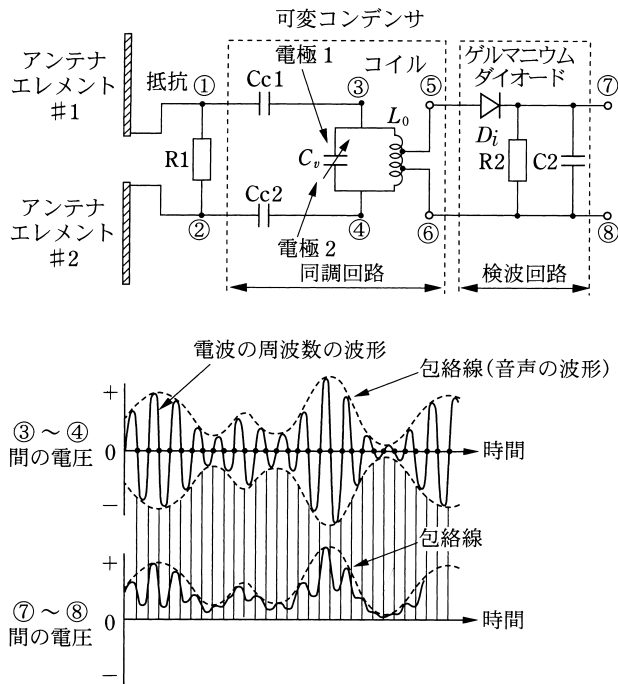 可変コンデンサ
アンテナ
エレメント
#1
抵抗
①
Cc1
電極1
③
コイル
⑤
ゲルマニウム
ダイオード
⑦
R1
Cv
L0
Di
R2
C2
アンテナ
エレメント
#2
②
Cc2
電極2
④
⑥
⑧
同調回路
検波回路
電波の周波数の波形
包絡線(音声の波形)
+
③~④
間の電圧
0
時間
−
包絡線
+
⑦~⑧
間の電圧
0
時間
−